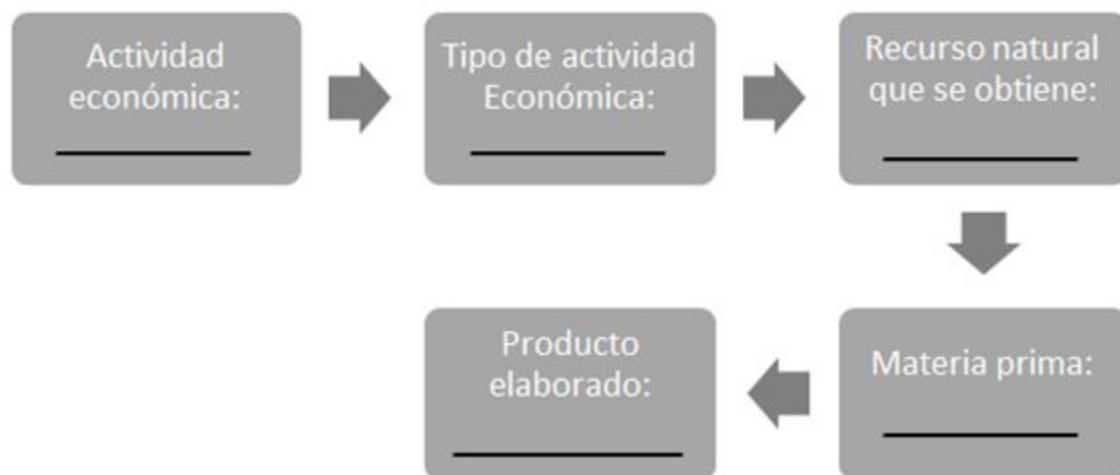 Actividad
económica:
Tipo de actividad
Económica:
Recurso natural
que se obtiene:
Materia prima:
Producto
elaborado: